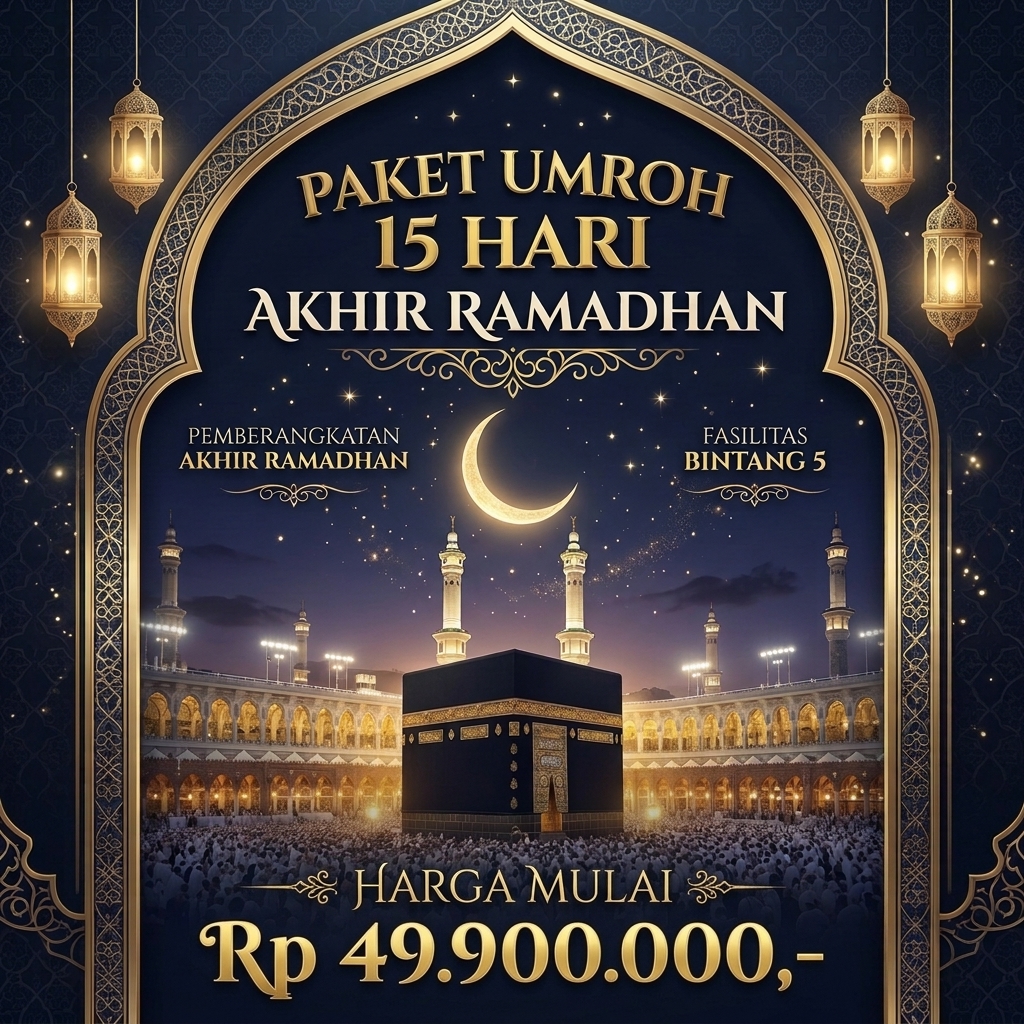 PAKET UMROH
15 HARI
AKHIR RAMADHAN
PEMBERANGKATAN
AKHIR RAMADHAN
FASILITAS
BINTANG 5
HARGA MULAI
Rp 49.900.000,-